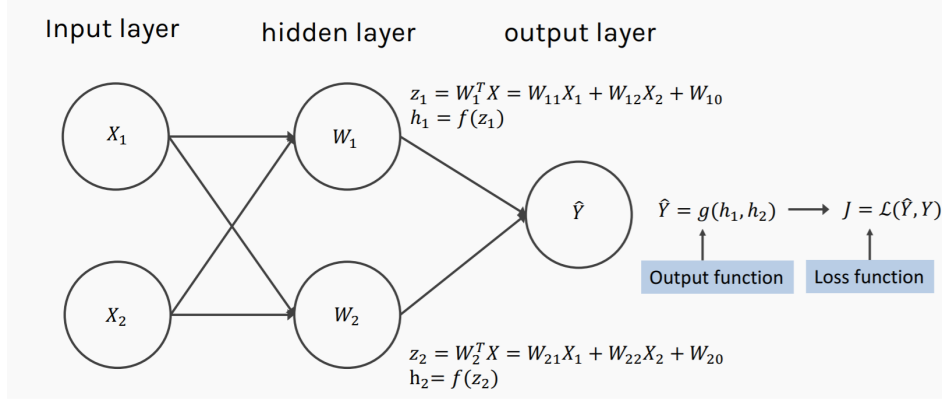 Input layer
hidden layer
output layer
z₁ = W₁ᵀX = W₁₁X₁ + W₁₂X₂ + W₁₀
h₁ = f(z₁)
X₁
W₁
Ŷ
Ŷ = g(h₁, h₂)
J = ℒ(Ŷ, Y)
Output function
Loss function
X₂
W₂
z₂ = W₂ᵀX = W₂₁X₁ + W₂₂X₂ + W₂₀
h₂= f(z₂)